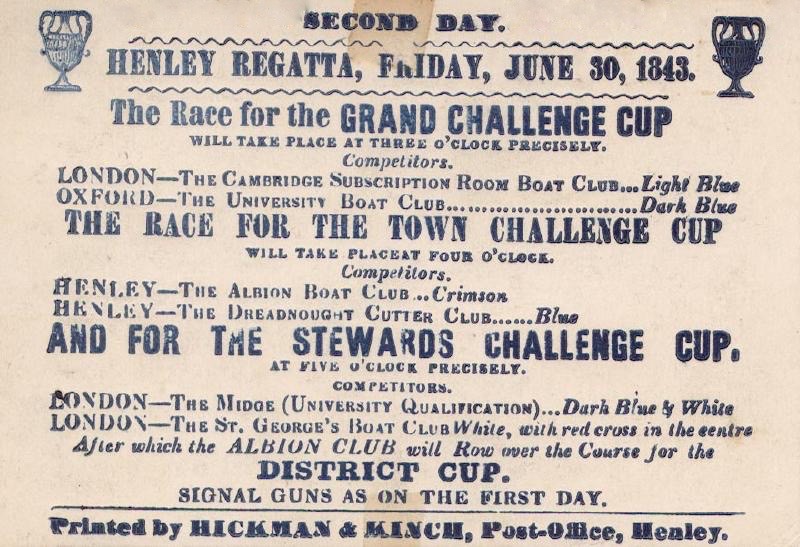 SECOND DAY.
HENLEY REGATTA, FRIDAY, JUNE 30, 1843.
The Race for the GRAND CHALLENGE CUP
WILL TAKE PLACE AT THREE O'CLOCK PRECISELY.
Competitors.
LONDON—THE CAMBRIDGE SUBSCRIPTION ROOM BOAT CLUB...Light Blue
OXFORD—THE UNIVERSITY BOAT CLUB................................Dark Blue
THE RACE FOR THE TOWN CHALLENGE CUP
WILL TAKE PLACEAT FOUR O'CLOCK.
Competitors.
HENLEY—THE ALBION BOAT CLUB...Crimson
HENLEY—THE DREADNOUGHT CUTTER CLUB......Blue
AND FOR THE STEWARDS CHALLENGE CUP.
AT FIVE O'CLOCK PRECISELY.
COMPETITORS.
LONDON—THE MIDGE (UNIVERSITY QUALIFICATION)...Dark Blue & White
LONDON—THE ST. GEORGE'S BOAT CLUB White, with red cross in the centre
After which the ALBION CLUB will Row over the Course for the
DISTRICT CUP.
SIGNAL GUNS AS ON THE FIRST DAY.
Printed by HICKMAN & KINCH, Post-Office, Henley.